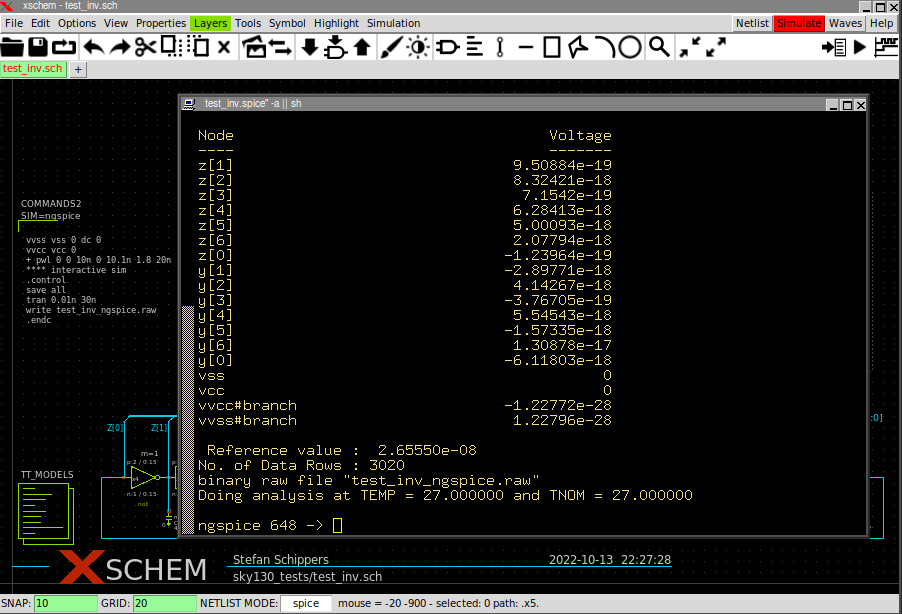 xschem - test_inv.sch
File Edit Options View Properties Layers Tools Symbol Highlight Simulation Netlist Simulate Waves Help
test_inv.sch +
test_inv.spice" -a || sh
Node Voltage
---- -------
z[1] 9.50884e-19
z[2] 8.32421e-18
z[3] 7.1542e-19
z[4] 6.28413e-18
z[5] 5.00093e-18
z[6] 2.07794e-18
z[0] -1.23964e-19
y[1] -2.89771e-18
y[2] 4.14267e-18
y[3] -3.76705e-19
y[4] 5.54543e-18
y[5] -1.57335e-18
y[6] 1.30878e-17
y[0] -6.11803e-18
vss 0
vcc 0
vvcc#branch -1.22772e-28
vvss#branch 1.22796e-28
Reference value : 2.65550e-08
No. of Data Rows : 3020
binary raw file "test_inv_ngspice.raw"
Doing analysis at TEMP = 27.000000 and TNOM = 27.000000
ngspice 648 ->
COMMANDS2
SIM=ngspice
vvss vss 0 dc 0
vvcc vcc 0
+ pwl 0 0 10n 0 10.1n 1.8 20n
**** interactive sim
.control
save all
tran 0.01n 30n
write test_inv_ngspice.raw
.endc
Z[0] Z[1]
:0]
m=1
p:2 / 0.15
x4
n:1 / 0.15
not
TT_MODELS
XSCHEM
Stefan Schippers 2022-10-13 22:27:28
sky130_tests/test_inv.sch
SNAP: 10 GRID: 20 NETLIST MODE: spice mouse = -20 -900 - selected: 0 path: .x5.